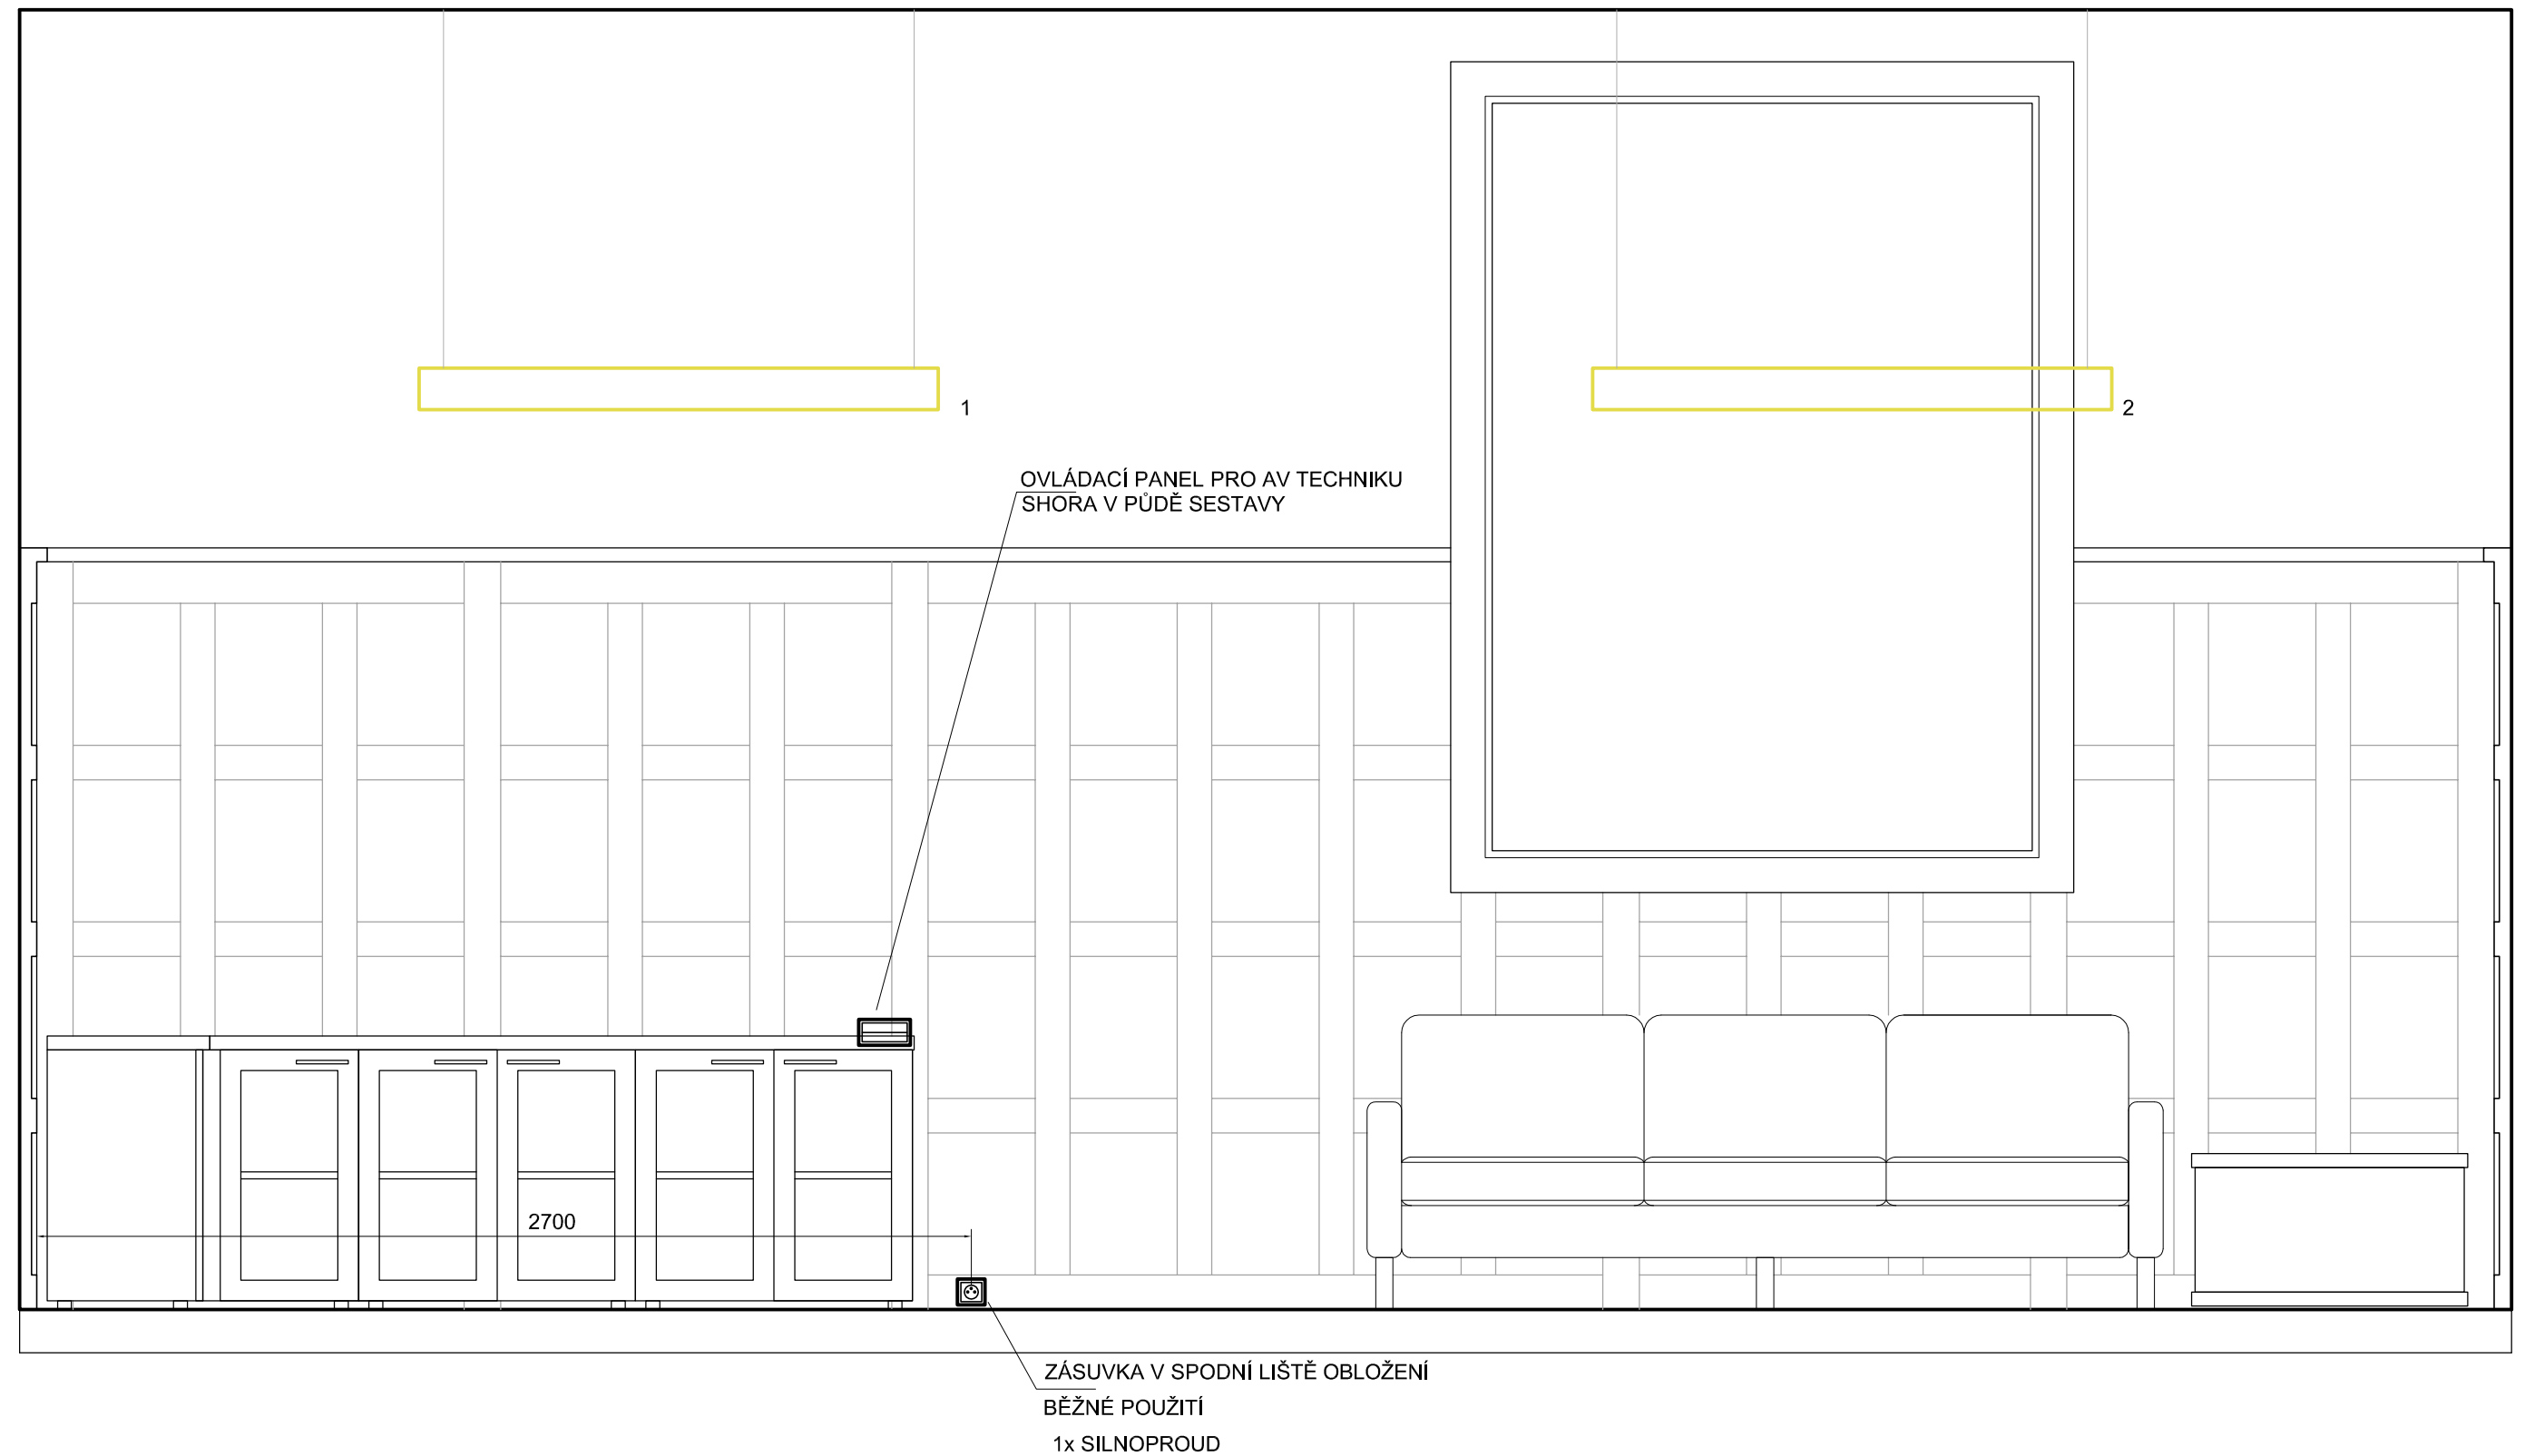 1
2
OVLÁDACÍ PANEL PRO AV TECHNIKU
SHORA V PŮDĚ SESTAVY
2700
ZÁSUVKA V SPODNÍ LIŠTĚ OBLOŽENÍ
BĚŽNÉ POUŽITÍ
1x SILNOPROUD